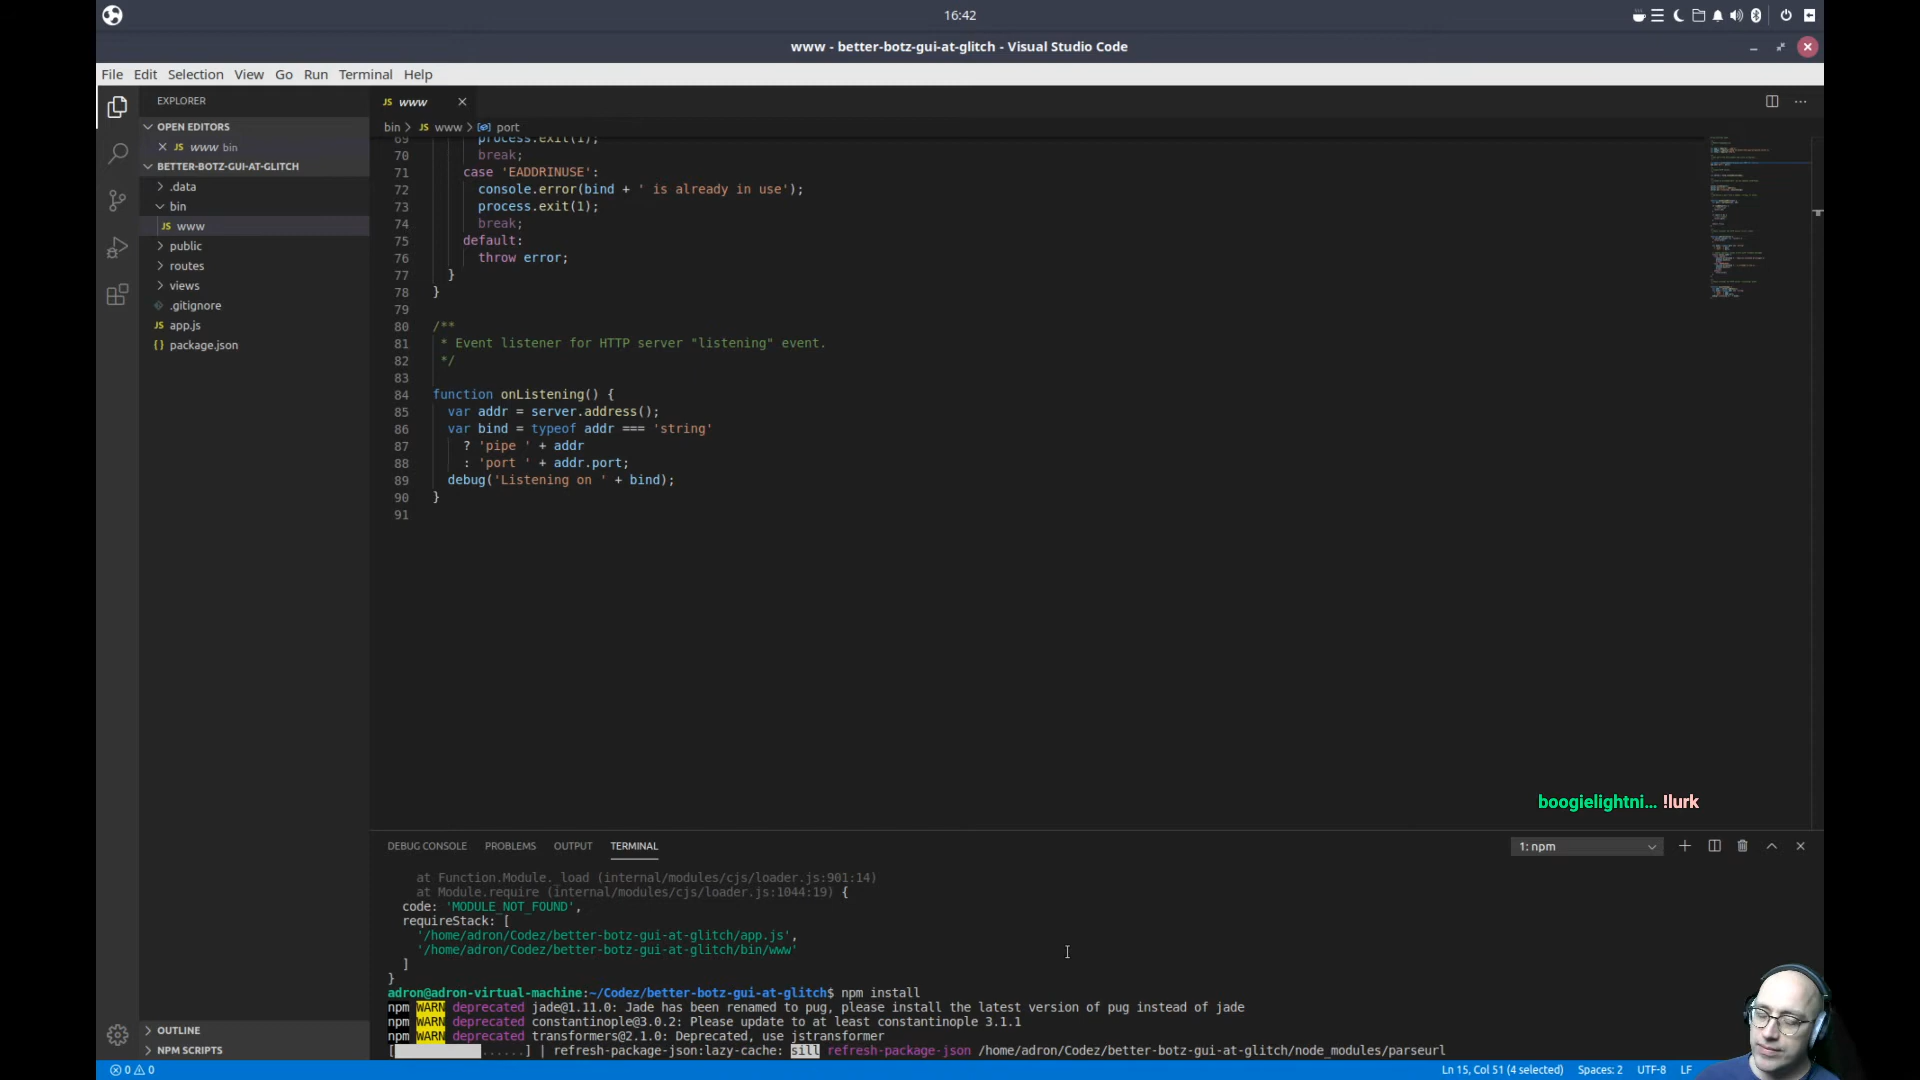 16:42
www - better-botz-gui-at-glitch - Visual Studio Code
File Edit Selection View Go Run Terminal Help
EXPLORER
OPEN EDITORS
JS www bin
BETTER-BOTZ-GUI-AT-GLITCH
.data
bin
JS www
public
routes
views
.gitignore
JS app.js
{} package.json
OUTLINE
NPM SCRIPTS
JS www
bin > JS www > port
69 process.exit(1);
70 break;
71 case 'EADDRINUSE':
72 console.error(bind + ' is already in use');
73 process.exit(1);
74 break;
75 default:
76 throw error;
77 }
78 }
79
80 /**
81 * Event listener for HTTP server "listening" event.
82 */
83
84 function onListening() {
85 var addr = server.address();
86 var bind = typeof addr === 'string'
87 ? 'pipe ' + addr
88 : 'port ' + addr.port;
89 debug('Listening on ' + bind);
90 }
91
boogielightni... !lurk
DEBUG CONSOLE PROBLEMS OUTPUT TERMINAL
1: npm
at Function.Module._load (internal/modules/cjs/loader.js:901:14)
at Module.require (internal/modules/cjs/loader.js:1044:19) {
code: 'MODULE_NOT_FOUND',
requireStack: [
'/home/adron/Codez/better-botz-gui-at-glitch/app.js',
'/home/adron/Codez/better-botz-gui-at-glitch/bin/www'
]
}
adron@adron-virtual-machine:~/Codez/better-botz-gui-at-glitch$ npm install
npm WARN deprecated jade@1.11.0: Jade has been renamed to pug, please install the latest version of pug instead of jade
npm WARN deprecated constantinople@3.0.2: Please update to at least constantinople 3.1.1
npm WARN deprecated transformers@2.1.0: Deprecated, use jstransformer
[ ......] | refresh-package-json:lazy-cache: sill refresh-package-json /home/adron/Codez/better-botz-gui-at-glitch/node_modules/parseurl
0 0 Ln 15, Col 51 (4 selected) Spaces: 2 UTF-8 LF